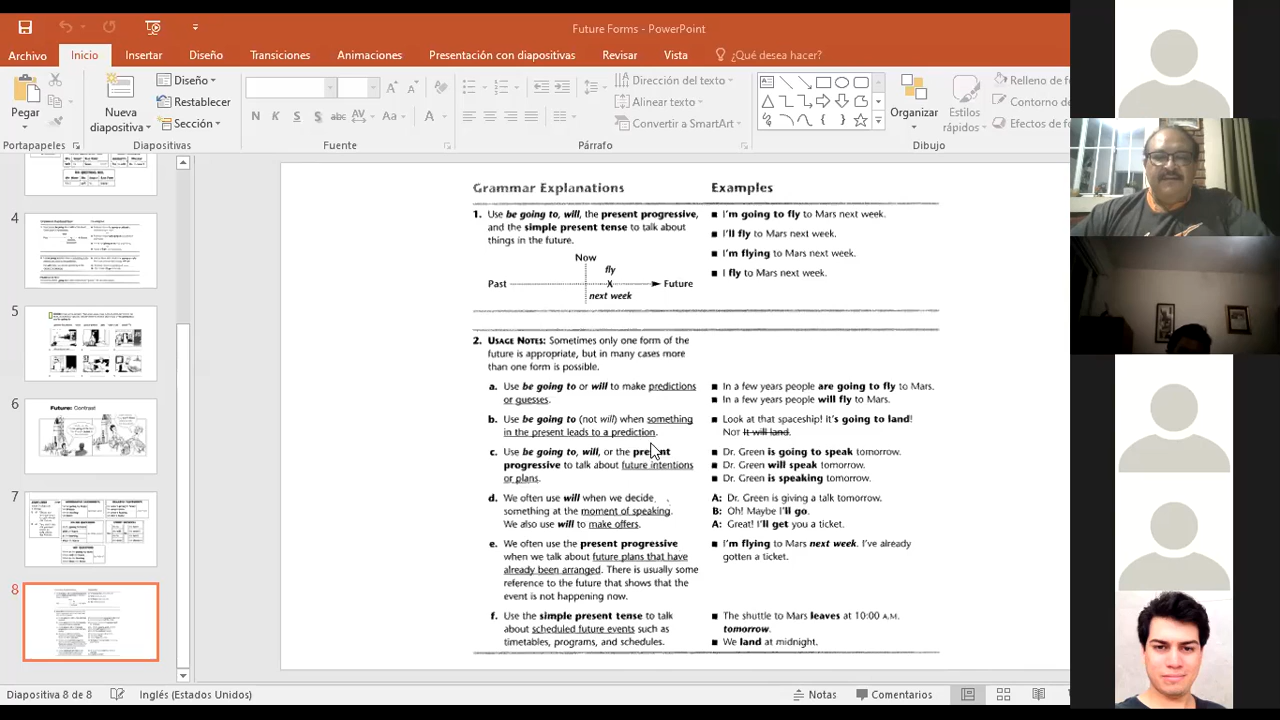 Future Forms - PowerPoint
Archivo Inicio Insertar Diseño Transiciones Animaciones Presentación con diapositivas Revisar Vista ¿Qué desea hacer?
Pegar
Nueva diapositiva
Diseño
Restablecer
Sección
N K S S abc AV Aa A
Dirección del texto
Alinear texto
Convertir a SmartArt
Organizar
Estilos rápidos
Relleno de
Contorno de
Efectos de
Portapapeles Diapositivas Fuente Párrafo Dibujo
4
5
6
Future: Contrast
7
8
Grammar Explanations Examples
1. Use be going to, will, the present progressive,
and the simple present tense to talk about
things in the future.
■ I'm going to fly to Mars next week.
■ I'll fly to Mars next week.
■ I'm flying to Mars next week.
■ I fly to Mars next week.
Now
fly
Past X Future
next week
2. USAGE NOTES: Sometimes only one form of the
future is appropriate, but in many cases more
than one form is possible.
a. Use be going to or will to make predictions
or guesses.
■ In a few years people are going to fly to Mars.
■ In a few years people will fly to Mars.
b. Use be going to (not will) when something
in the present leads to a prediction.
■ Look at that spaceship! It's going to land!
Not It will land.
c. Use be going to, will, or the present
progressive to talk about future intentions
or plans.
■ Dr. Green is going to speak tomorrow.
■ Dr. Green will speak tomorrow.
■ Dr. Green is speaking tomorrow.
d. We often use will when we decide
something at the moment of speaking.
We also use will to make offers.
A: Dr. Green is giving a talk tomorrow.
B: Oh! Maybe I'll go.
A: Great! I'll get you a ticket.
e. We often use the present progressive
when we talk about future plans that have
already been arranged. There is usually some
reference to the future that shows that the
event is not happening now.
■ I'm flying to Mars next week. I've already
gotten a ticket.
f. Use the simple present tense to talk
about scheduled future events such as
timetables, programs, and schedules.
■ The shuttle to Mars leaves at 10:00 A.M.
tomorrow.
■ We land at midnight.
Diapositiva 8 de 8 Inglés (Estados Unidos) Notas Comentarios